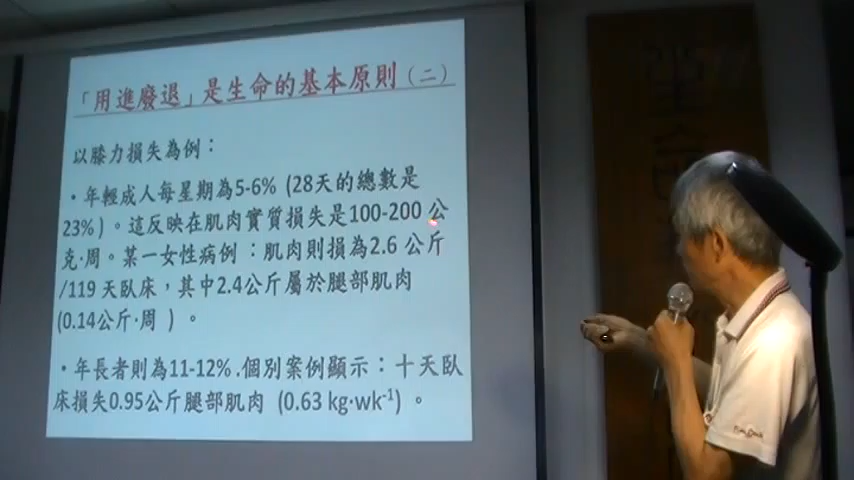 「用進廢退」是生命的基本原則（二）
以膝力損失為例：
·年輕成人每星期為5-6% (28天的總數是
23%)。這反映在肌肉實質損失是100-200 公
克·周。某一女性病例：肌肉則損為2.6 公斤
/119 天臥床，其中2.4公斤屬於腿部肌肉
(0.14公斤·周 ) 。
·年長者則為11-12% .個別案例顯示：十天臥
床損失0.95公斤腿部肌肉 (0.63 kg·wk⁻¹) 。